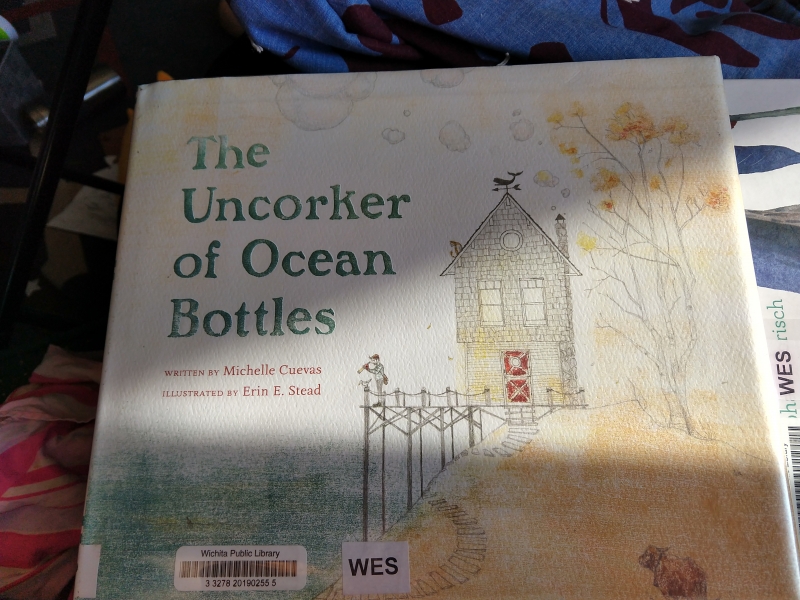 The
Uncorker
of Ocean
Bottles
WRITTEN BY Michelle Cuevas
ILLUSTRATED BY Erin E. Stead
Wichita Public Library
3 3278 20190255 5
WES
risch
WES